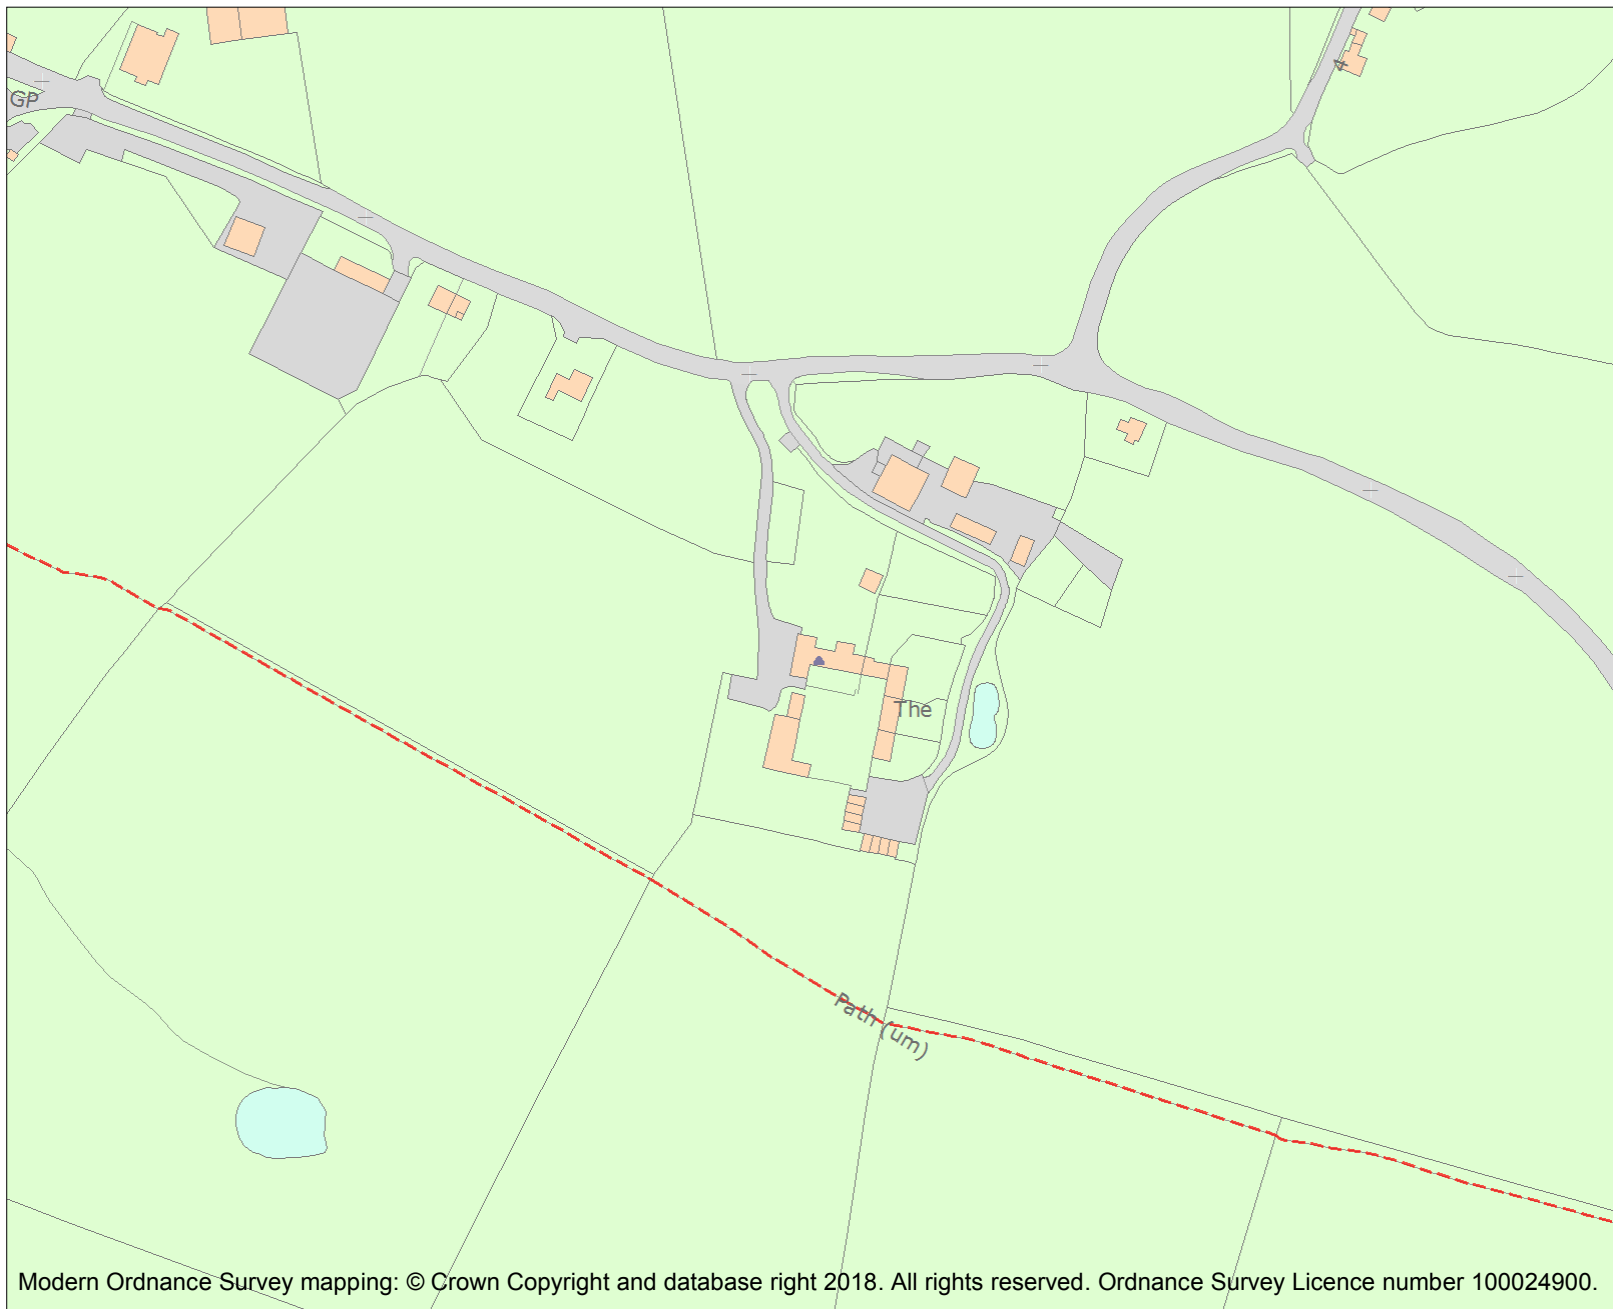 4
GP
The
Path (um)
Modern Ordnance Survey mapping: © Crown Copyright and database right 2018. All rights reserved. Ordnance Survey Licence number 100024900.